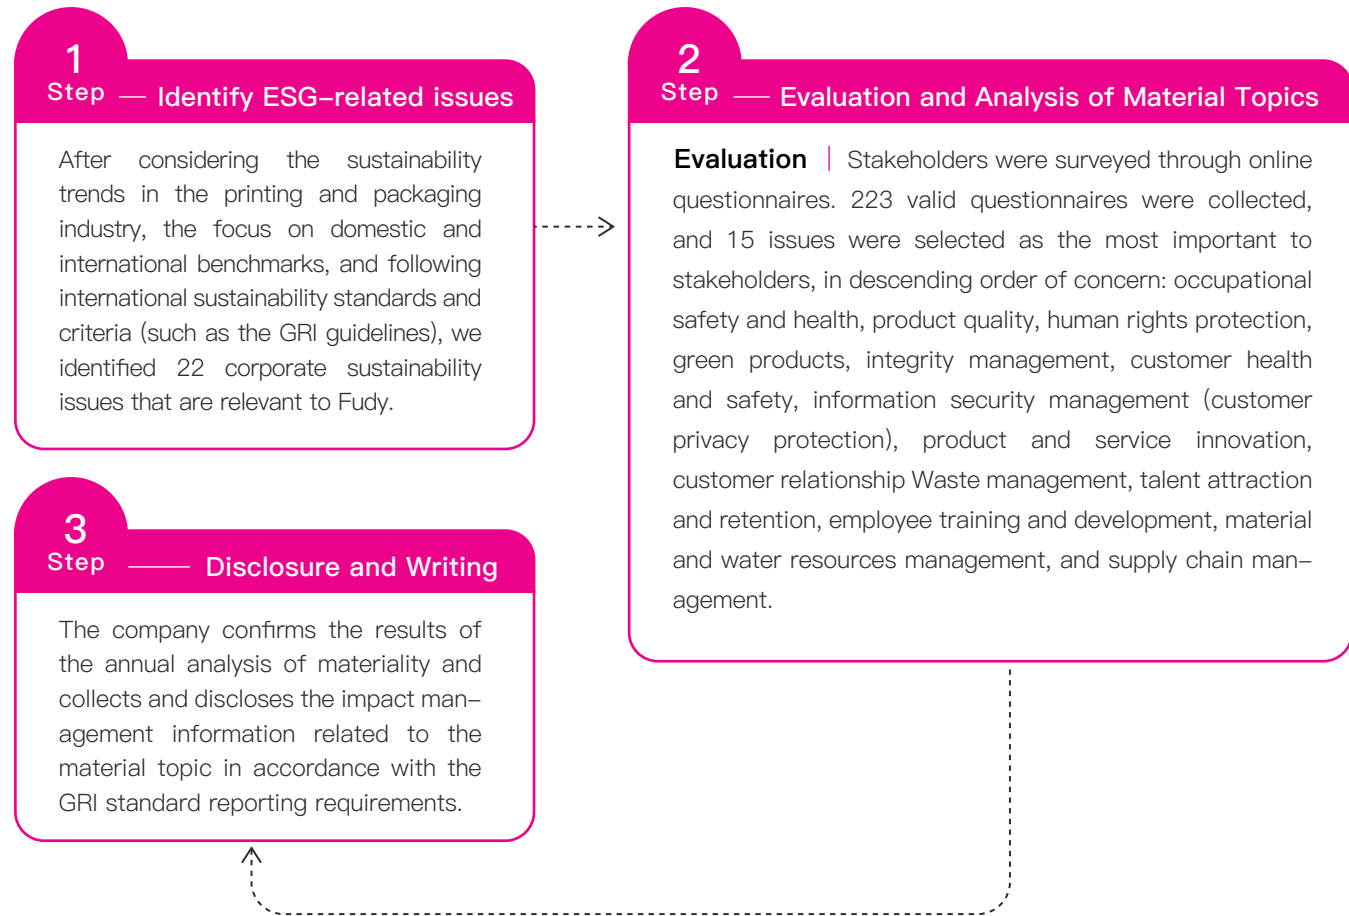 1
Step — Identify ESG–related issues
After considering the sustainability
trends in the printing and packaging
industry, the focus on domestic and
international benchmarks, and following
international sustainability standards and
criteria (such as the GRI guidelines), we
identified 22 corporate sustainability
issues that are relevant to Fudy.
2
Step — Evaluation and Analysis of Material Topics
Evaluation | Stakeholders were surveyed through online
questionnaires. 223 valid questionnaires were collected,
and 15 issues were selected as the most important to
stakeholders, in descending order of concern: occupational
safety and health, product quality, human rights protection,
green products, integrity management, customer health
and safety, information security management (customer
privacy protection), product and service innovation,
customer relationship Waste management, talent attraction
and retention, employee training and development, material
and water resources management, and supply chain man–
agement.
3
Step — Disclosure and Writing
The company confirms the results of
the annual analysis of materiality and
collects and discloses the impact man–
agement information related to the
material topic in accordance with the
GRI standard reporting requirements.